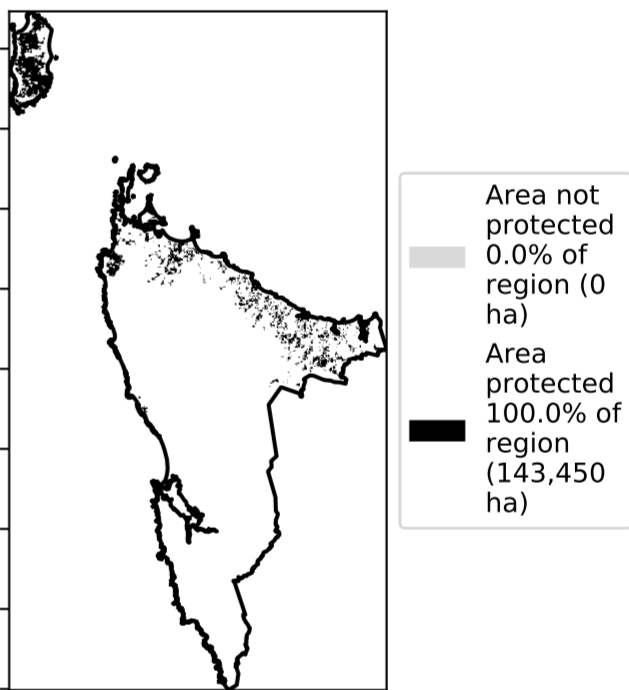 Area not
protected
0.0% of
region (0
ha)
Area
protected
100.0% of
region
(143,450
ha)